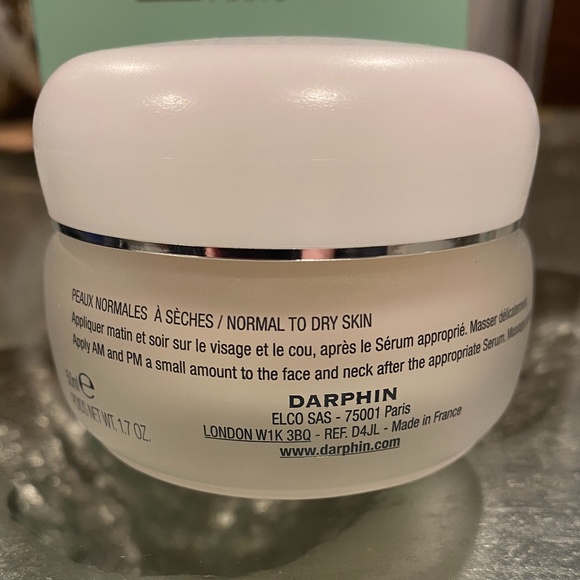 PEAUX NORMALES À SÈCHES / NORMAL TO DRY SKIN
Appliquer matin et soir sur le visage et le cou, après le Sérum approprié. Masser délicatement.
Apply AM and PM a small amount to the face and neck after the appropriate Serum.
50ml e
POIDS NET WT. 1.7 OZ.
DARPHIN
ELCO SAS - 75001 Paris
LONDON W1K 3BQ - REF. D4JL - Made in France
www.darphin.com